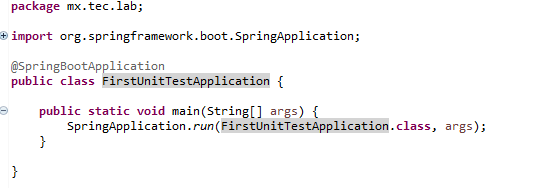 package mx.tec.lab;
import org.springframework.boot.SpringApplication;
@SpringBootApplication
public class FirstUnitTestApplication {
public static void main(String[] args) {
SpringApplication.run(FirstUnitTestApplication.class, args);
}
}